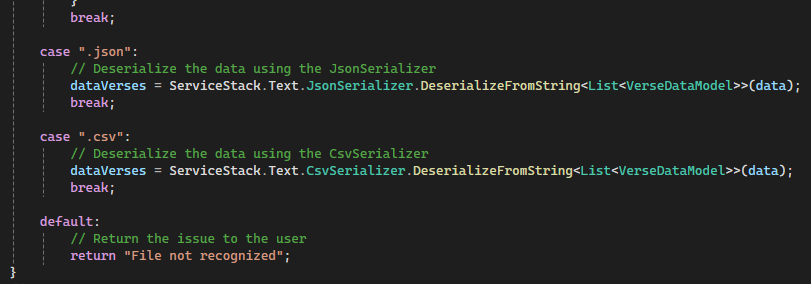 }
break;
case ".json":
// Deserialize the data using the JsonSerializer
dataVerses = ServiceStack.Text.JsonSerializer.DeserializeFromString<List<VerseDataModel>>(data);
break;
case ".csv":
// Deserialize the data using the CsvSerializer
dataVerses = ServiceStack.Text.CsvSerializer.DeserializeFromString<List<VerseDataModel>>(data);
break;
default:
// Return the issue to the user
return "File not recognized";
}